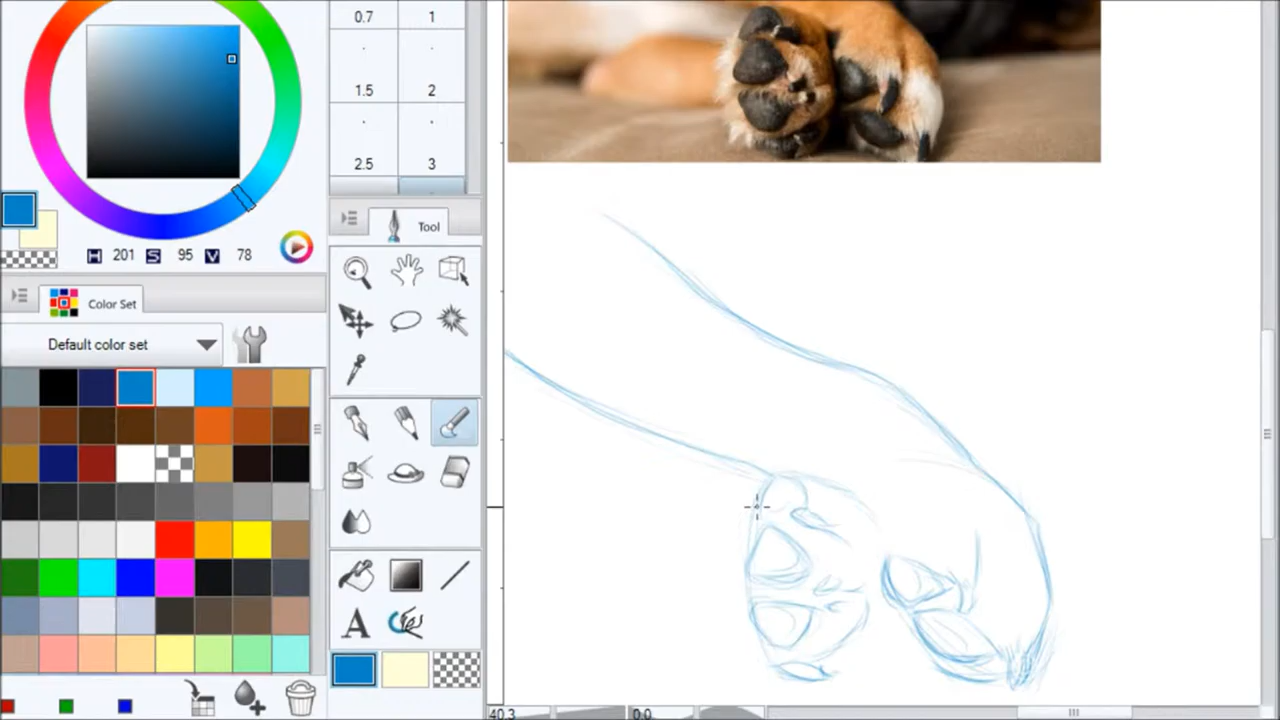 0.7 1
1.5 2
2.5 3
Tool
H 201 S 95 V 78
Color Set
Default color set
A
40.3 0.0